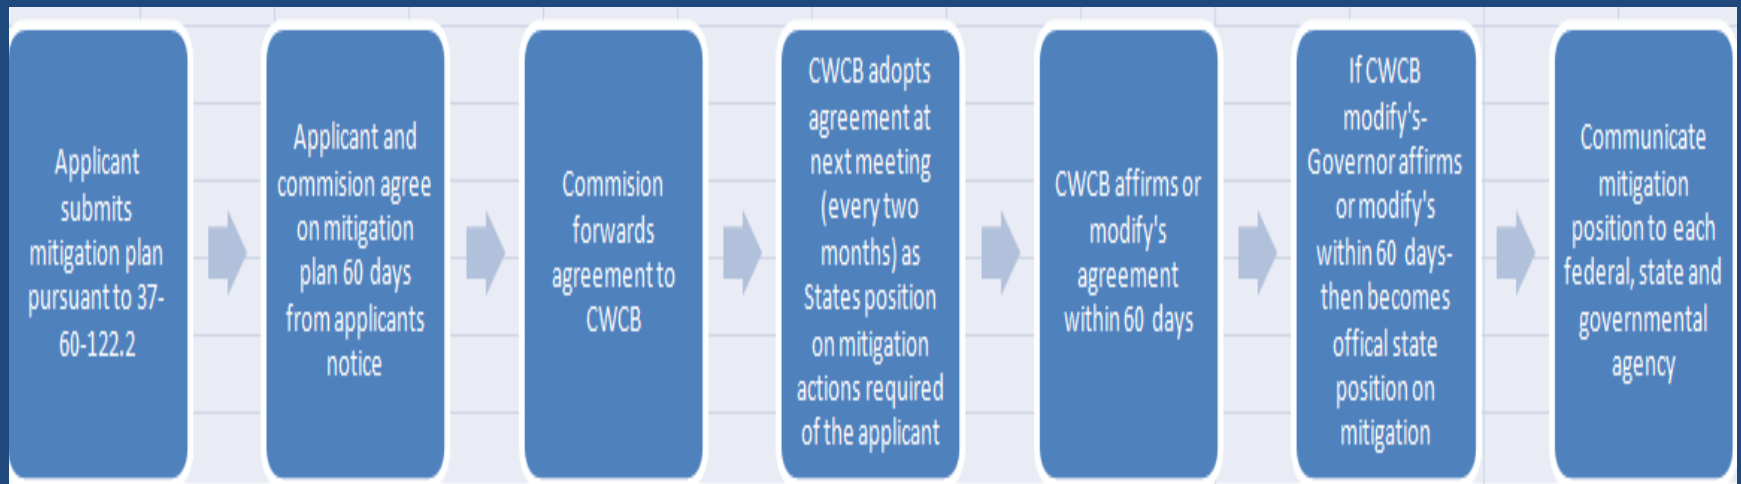 Applicant
submits
mitigation plan
pursuant to 37-
60-122.2
Applicant and
commision agree
on mitigation
plan 60 days
from applicants
notice
Commision
forwards
agreement to
CWCB
CWCB adopts
agreement at
next meeting
(every two
months) as
States position
on mitigation
actions required
of the applicant
CWCB affirms or
modify's
agreement
within 60 days
If CWCB
modify's-
Governor affirms
or modify's
within 60 days-
then becomes
offical state
position on
mitigation
Communicate
mitigation
position to each
federal, state and
governmental
agency